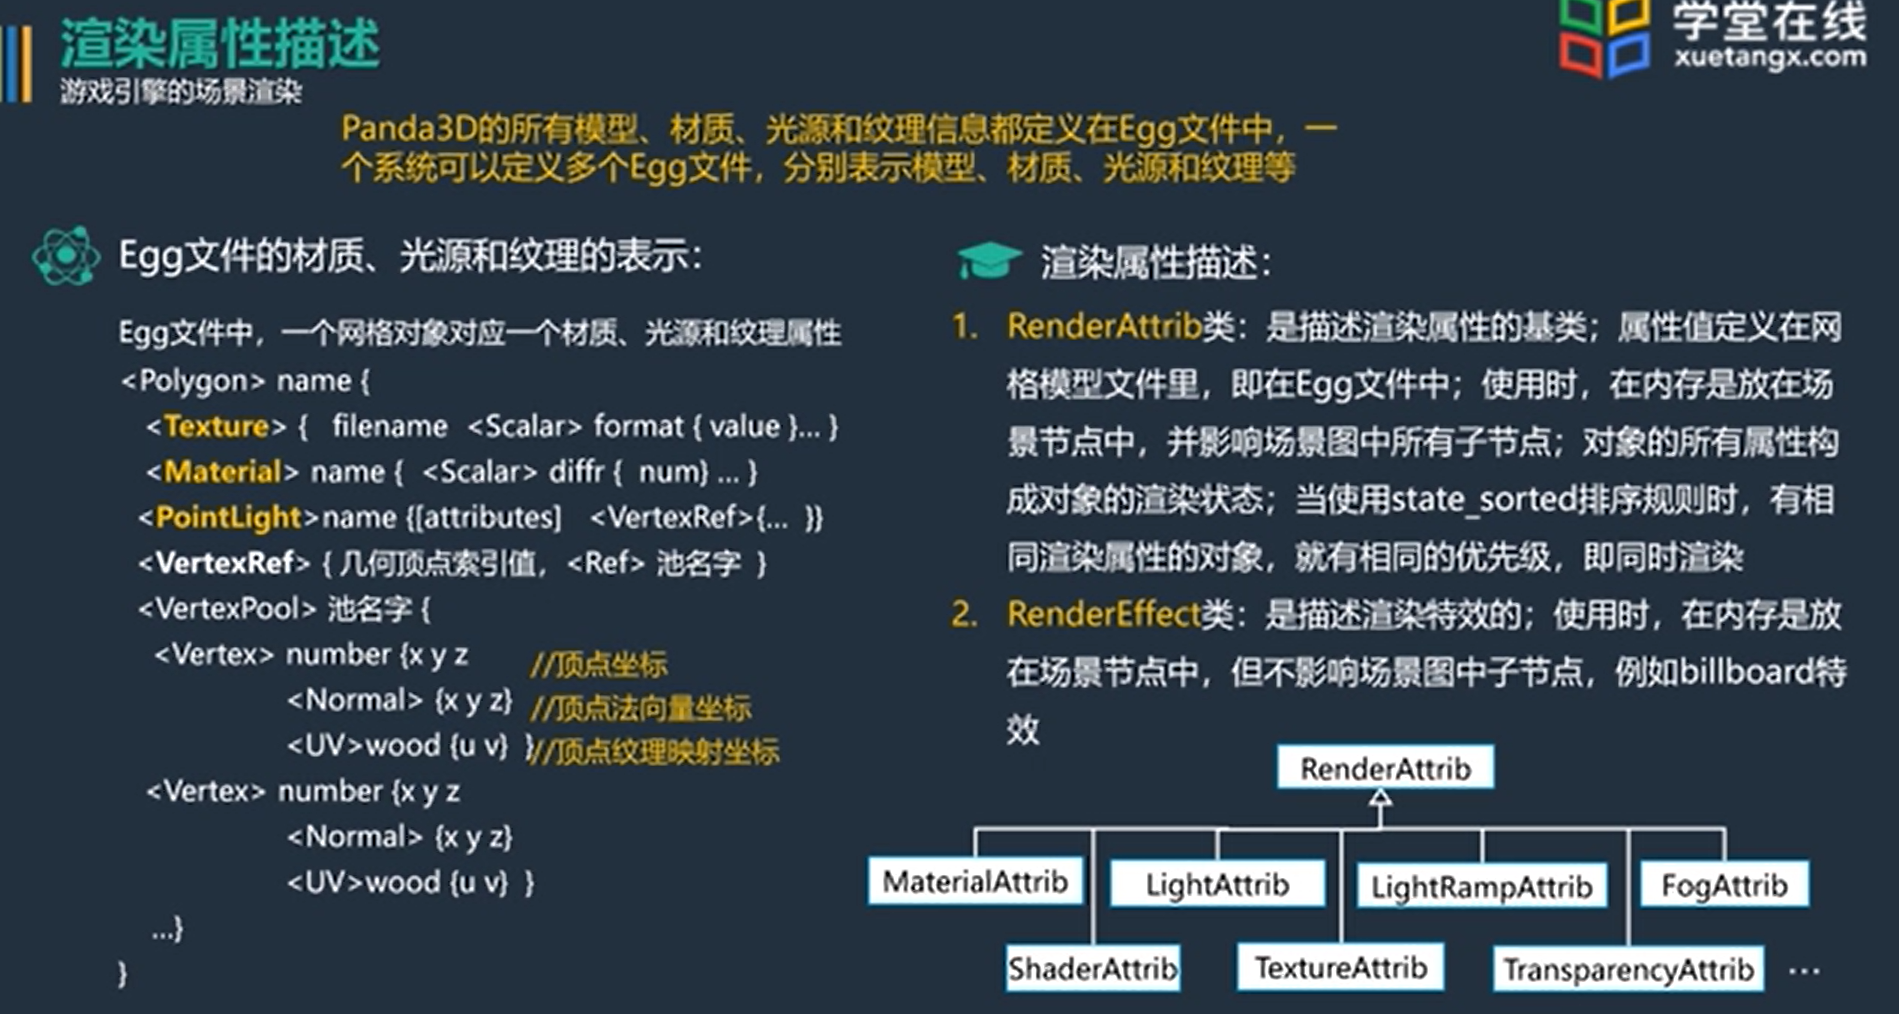 渲染属性描述
游戏引擎的场景渲染
学堂在线
xuetangx.com
Panda3D的所有模型、材质、光源和纹理信息都定义在Egg文件中，一
个系统可以定义多个Egg文件，分别表示模型、材质、光源和纹理等
Egg文件的材质、光源和纹理的表示：
Egg文件中，一个网格对象对应一个材质、光源和纹理属性
<Polygon> name {
<Texture> { filename <Scalar> format { value }... }
<Material> name { <Scalar> diffr { num} ... }
<PointLight>name {[attributes] <VertexRef>{... }}
<VertexRef> { 几何顶点索引值，<Ref> 池名字 }
<VertexPool> 池名字 {
<Vertex> number {x y z //顶点坐标
<Normal> {x y z} //顶点法向量坐标
<UV>wood {u v} }//顶点纹理映射坐标
<Vertex> number {x y z
<Normal> {x y z}
<UV>wood {u v} }
...}
}
渲染属性描述：
1. RenderAttrib类：是描述渲染属性的基类；属性值定义在网
格模型文件里，即在Egg文件中；使用时，在内存是放在场
景节点中，并影响场景图中所有子节点；对象的所有属性构
成对象的渲染状态；当使用state_sorted排序规则时，有相
同渲染属性的对象，就有相同的优先级，即同时渲染
2. RenderEffect类：是描述渲染特效的；使用时，在内存是放
在场景节点中，但不影响场景图中子节点，例如billboard特
效
RenderAttrib
MaterialAttrib LightAttrib LightRampAttrib FogAttrib
ShaderAttrib TextureAttrib TransparencyAttrib ...